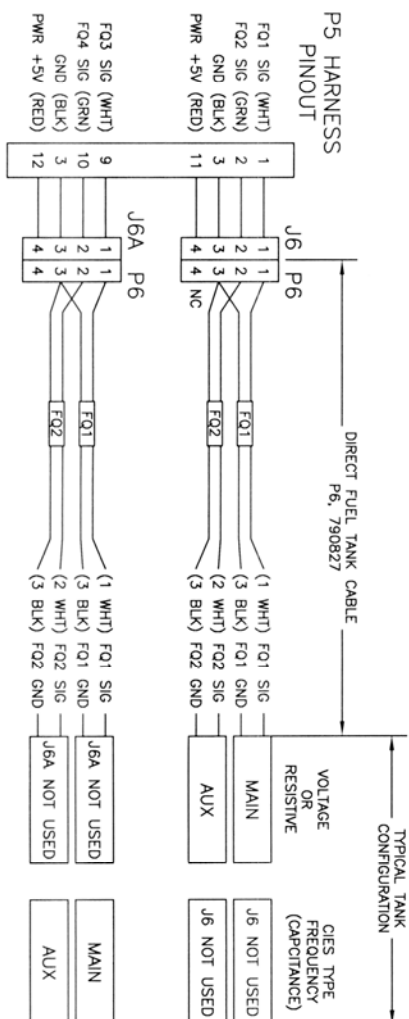 P5 HARNESS
PINOUT
DIRECT FUEL TANK CABLE
P6, 790827
TYPICAL TANK
CONFIGURATION
VOLTAGE
OR
RESISTIVE
CIES TYPE
FREQUENCY
(CAPCITANCE)
J6 P6
FQ1 SIG (WHT) 1 1 1 (1 WHT) FQ1 SIG
FQ2 SIG (GRN) 2 2 2 FQ1 (3 BLK) FQ1 GND MAIN J6 NOT USED
GND (BLK) 3 3 3 (2 WHT) FQ2 SIG
PWR +5V (RED) 11 4 4 NC FQ2 (3 BLK) FQ2 GND AUX J6 NOT USED
J6A P6
FQ3 SIG (WHT) 9 1 1 (1 WHT) FQ1 SIG
FQ4 SIG (GRN) 10 2 2 FQ1 (3 BLK) FQ1 GND J6A NOT USED MAIN
GND (BLK) 3 3 3 (2 WHT) FQ2 SIG
PWR +5V (RED) 12 4 4 FQ2 (3 BLK) FQ2 GND J6A NOT USED AUX